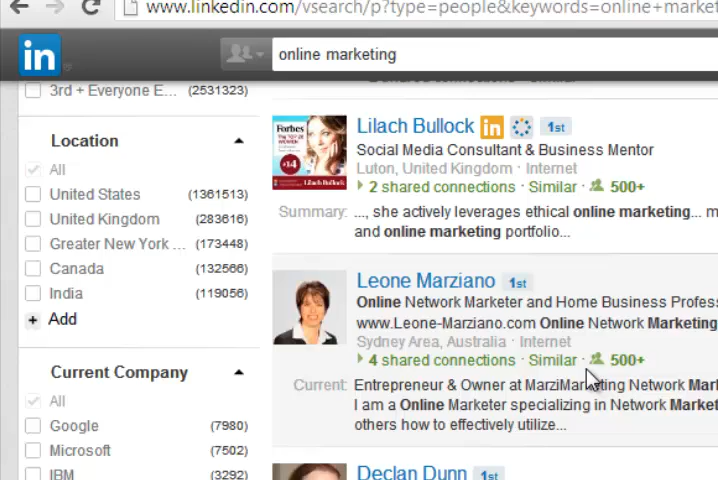 www.linkedin.com/vsearch/p?type=people&keywords=online+market
in
online marketing
3rd + Everyone E... (2531323)
Location
All
United States (1361513)
United Kingdom (283616)
Greater New York ... (173448)
Canada (132566)
India (119056)
+ Add
Current Company
All
Google (7980)
Microsoft (7502)
IBM (3292)
Forbes
#14
LILACH BULLOCK
Lilach Bullock in 1st
Social Media Consultant & Business Mentor
Luton, United Kingdom · Internet
2 shared connections · Similar · 500+
Summary: ..., she actively leverages ethical online marketing... m
and online marketing portfolio...
Leone Marziano 1st
Online Network Marketer and Home Business Profes
www.Leone-Marziano.com Online Network Marketing
Sydney Area, Australia · Internet
4 shared connections · Similar · 500+
Current: Entrepreneur & Owner at MarziMarketing Network Mark
I am a Online Marketer specializing in Network Market
others how to effectively utilize...
Declan Dunn 1st